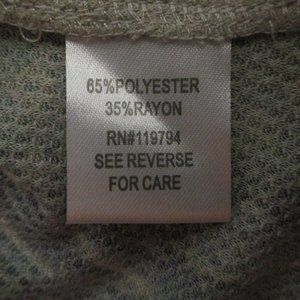 65%POLYESTER
35%RAYON
RN#119794
SEE REVERSE
FOR CARE